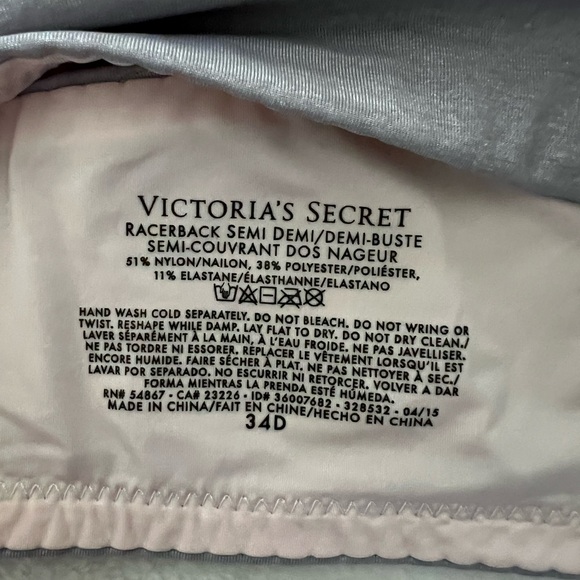 VICTORIA'S SECRET
RACERBACK SEMI DEMI/DEMI-BUSTE
SEMI-COUVRANT DOS NAGEUR
51% NYLON/NAILON, 38% POLYESTER/POLIÉSTER,
11% ELASTANE/ÉLASTHANNE/ELASTANO
HAND WASH COLD SEPARATELY. DO NOT BLEACH. DO NOT WRING OR
TWIST. RESHAPE WHILE DAMP. LAY FLAT TO DRY. DO NOT DRY CLEAN./
LAVER SÉPARÉMENT À LA MAIN, À L'EAU FROIDE. NE PAS JAVELLISER.
NE PAS TORDRE NI ESSORER. REPLACER LE VÊTEMENT LORSQU'IL EST
ENCORE HUMIDE. FAIRE SÉCHER À PLAT. NE PAS NETTOYER À SEC./
LAVAR POR SEPARADO. NO ESCURRIR NI RETORCER. VOLVER A DAR
FORMA MIENTRAS LA PRENDA ESTÉ HÚMEDA.
RN# 54867 • CA# 23226 • ID# 36007682 • 328532 • 04/15
MADE IN CHINA/FAIT EN CHINE/HECHO EN CHINA
34D